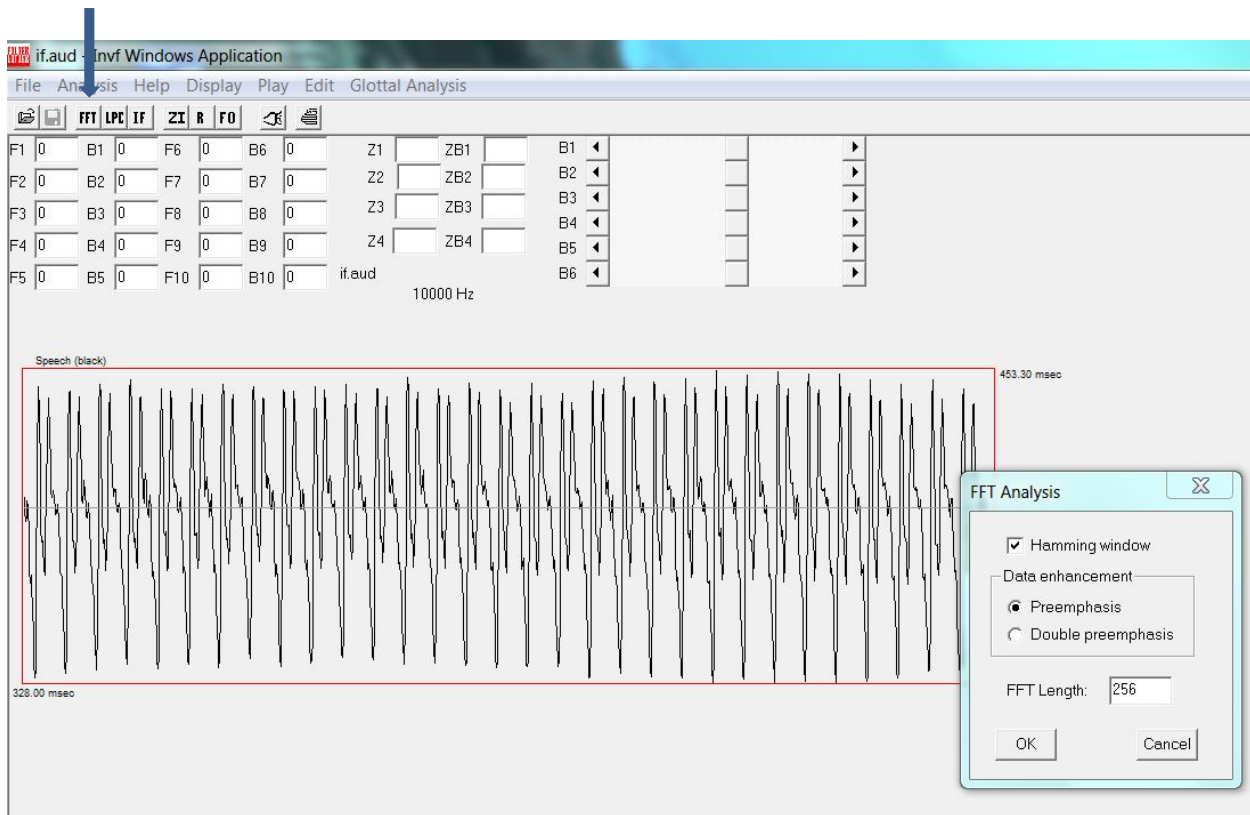 if.aud - Invf Windows Application
File Analysis Help Display Play Edit Glottal Analysis
FFT LPC IF ZI R FO
F1 0 B1 0 F6 0 B6 0 Z1 ZB1 B1
F2 0 B2 0 F7 0 B7 0 Z2 ZB2 B2
F3 0 B3 0 F8 0 B8 0 Z3 ZB3 B3
F4 0 B4 0 F9 0 B9 0 Z4 ZB4 B4
F5 0 B5 0 F10 0 B10 0 if.aud B5
B6
10000 Hz
Speech (black)
453.30 msec
328.00 msec
FFT Analysis
Hamming window
Data enhancement
Preemphasis
Double preemphasis
FFT Length: 256
OK Cancel